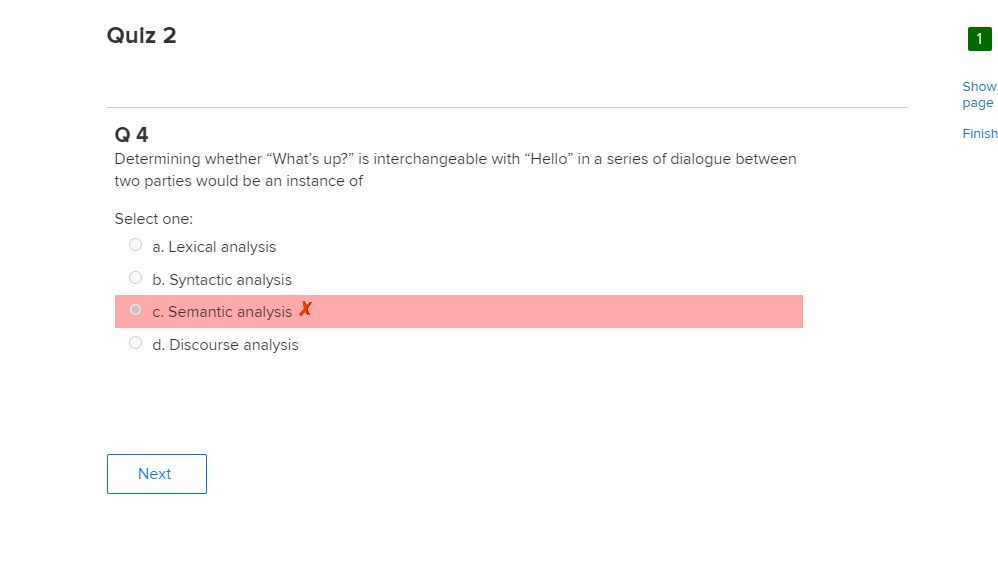 Quiz 2
1
Show
page
Finish
Q 4
Determining whether “What’s up?” is interchangeable with “Hello” in a series of dialogue between
two parties would be an instance of
Select one:
a. Lexical analysis
b. Syntactic analysis
c. Semantic analysis ✗
d. Discourse analysis
Next